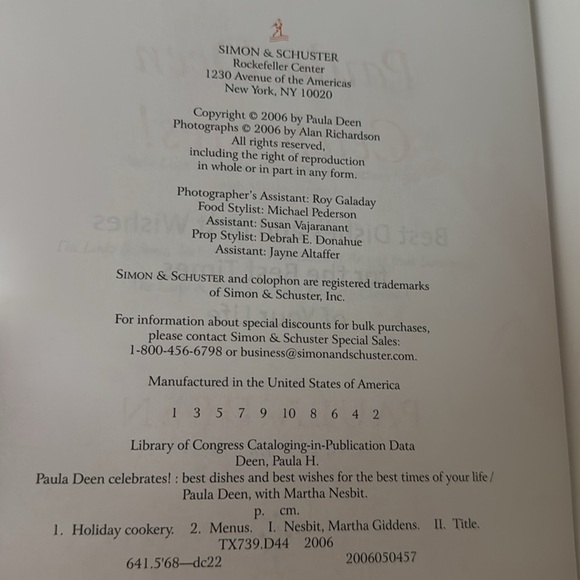 SIMON & SCHUSTER
Rockefeller Center
1230 Avenue of the Americas
New York, NY 10020
Copyright © 2006 by Paula Deen
Photographs © 2006 by Alan Richardson
All rights reserved,
including the right of reproduction
in whole or in part in any form.
Photographer's Assistant: Roy Galaday
Food Stylist: Michael Pederson
Assistant: Susan Vajaranant
Prop Stylist: Debrah E. Donahue
Assistant: Jayne Altaffer
SIMON & SCHUSTER and colophon are registered trademarks
of Simon & Schuster, Inc.
For information about special discounts for bulk purchases,
please contact Simon & Schuster Special Sales:
1-800-456-6798 or business@simonandschuster.com.
Manufactured in the United States of America
1 3 5 7 9 10 8 6 4 2
Library of Congress Cataloging-in-Publication Data
Deen, Paula H.
Paula Deen celebrates! : best dishes and best wishes for the best times of your life /
Paula Deen, with Martha Nesbit.
p. cm.
1. Holiday cookery. 2. Menus. I. Nesbit, Martha Giddens. II. Title.
TX739.D44 2006
641.5'68—dc22 2006050457